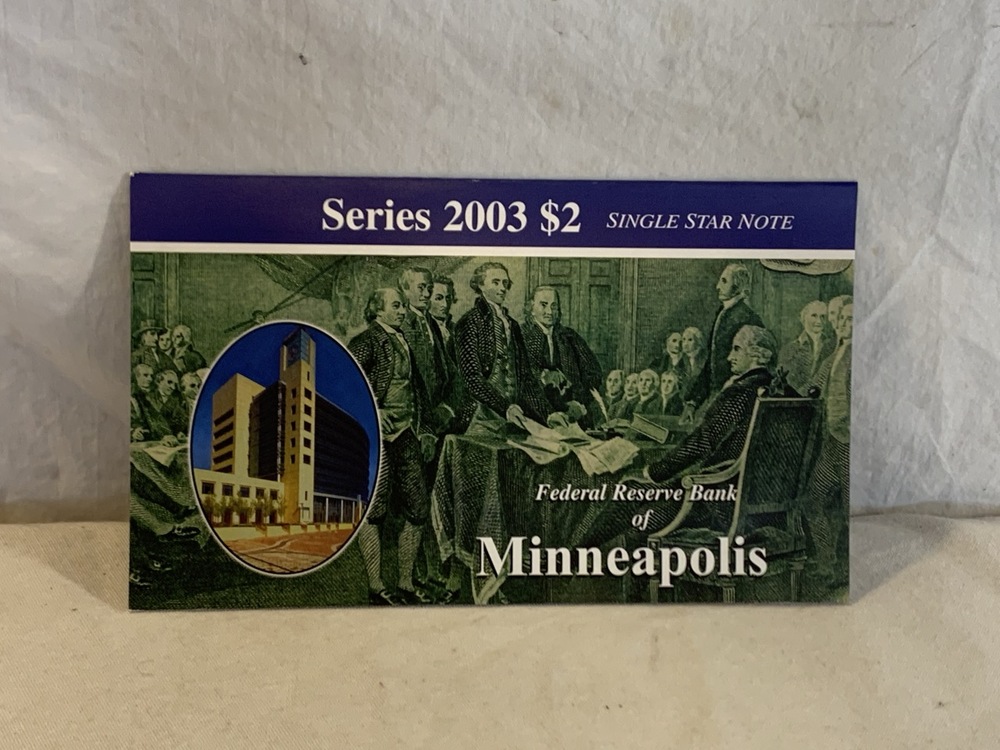 Series 2003 $2 SINGLE STAR NOTE
Federal Reserve Bank
of
Minneapolis